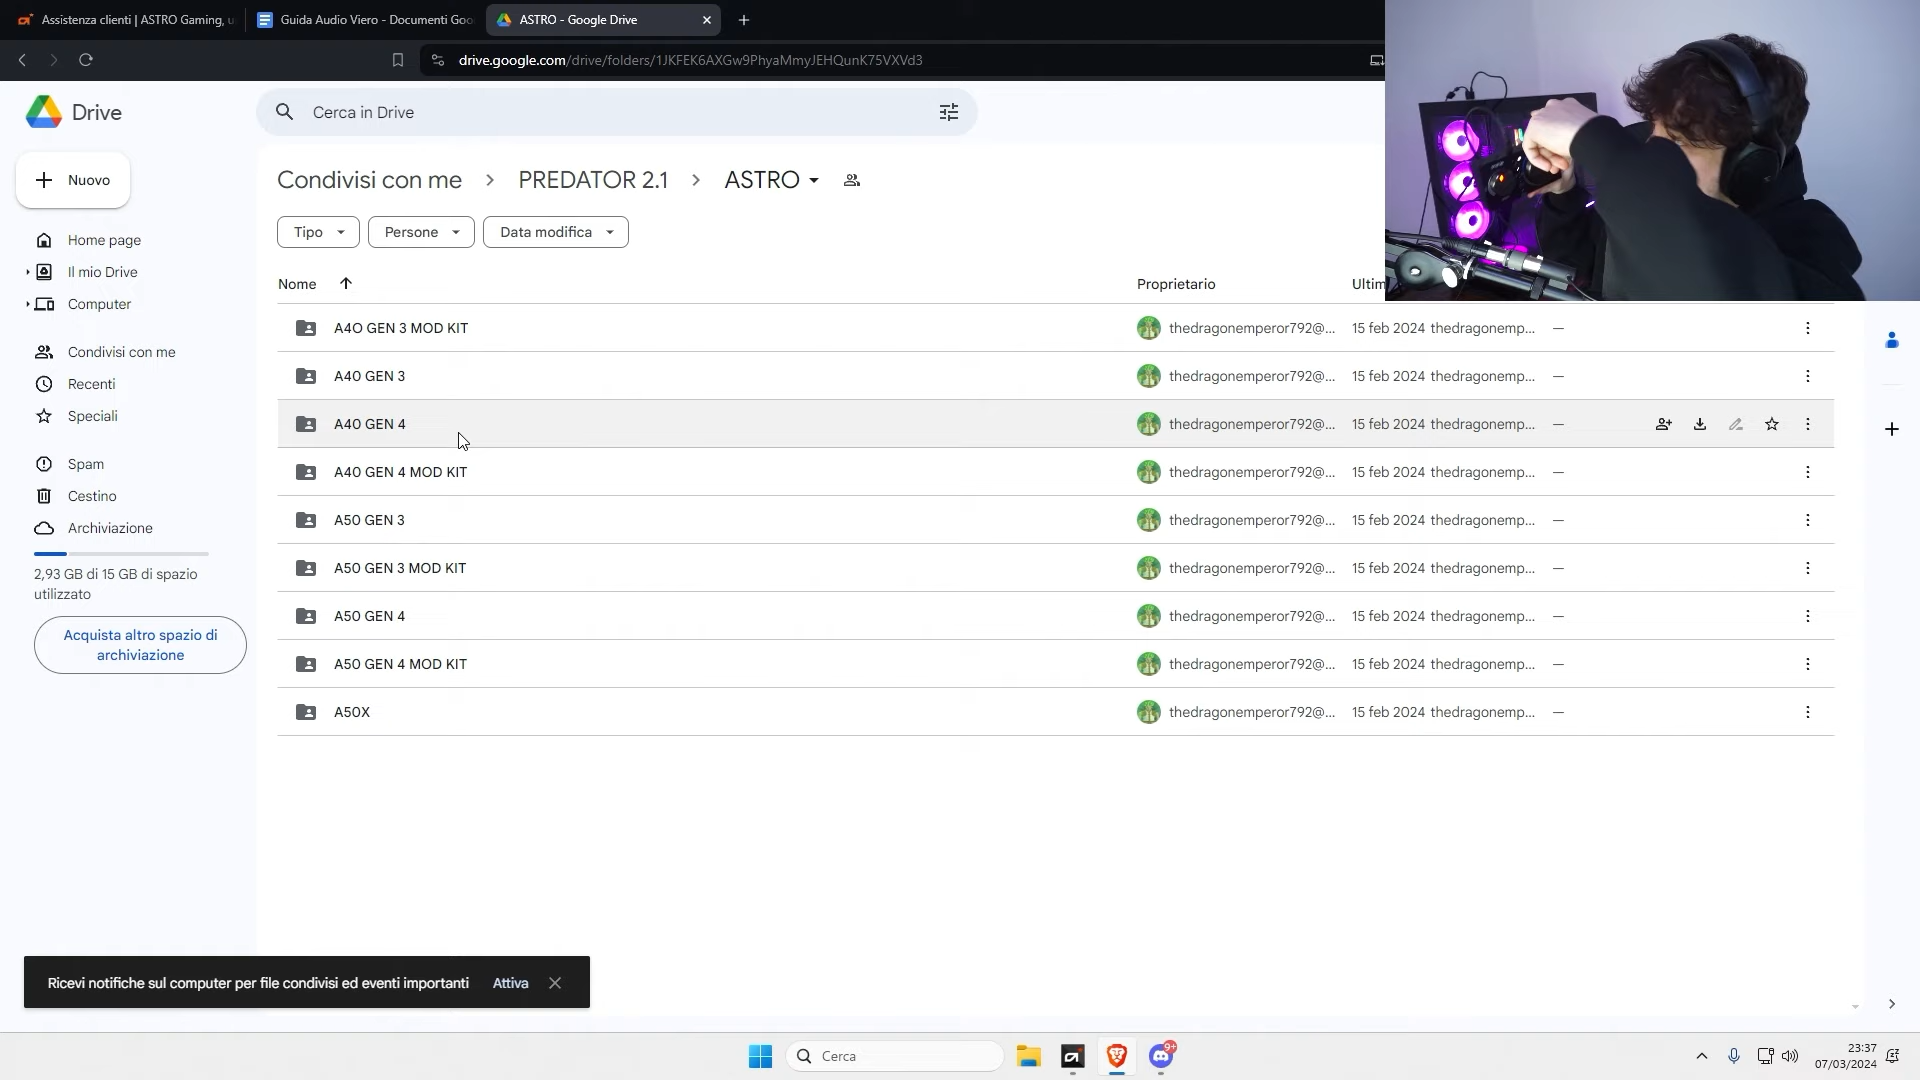 Assistenza clienti | ASTRO Gaming, u
Guida Audio Viero - Documenti Goo
ASTRO - Google Drive
drive.google.com/drive/folders/1JKFEK6AXGw9PhyaMmyJEHQunK75VXVd3
Drive
Cerca in Drive
Nuovo
Home page
Il mio Drive
Computer
Condivisi con me
Recenti
Speciali
Spam
Cestino
Archiviazione
2,93 GB di 15 GB di spazio
utilizzato
Acquista altro spazio di
archiviazione
Condivisi con me > PREDATOR 2.1 > ASTRO
Tipo Persone Data modifica
Nome Proprietario Ultim
A4O GEN 3 MOD KIT thedragonemperor792@... 15 feb 2024 thedragonemp... —
A40 GEN 3 thedragonemperor792@... 15 feb 2024 thedragonemp... —
A40 GEN 4 thedragonemperor792@... 15 feb 2024 thedragonemp... —
A40 GEN 4 MOD KIT thedragonemperor792@... 15 feb 2024 thedragonemp... —
A50 GEN 3 thedragonemperor792@... 15 feb 2024 thedragonemp... —
A50 GEN 3 MOD KIT thedragonemperor792@... 15 feb 2024 thedragonemp... —
A50 GEN 4 thedragonemperor792@... 15 feb 2024 thedragonemp... —
A50 GEN 4 MOD KIT thedragonemperor792@... 15 feb 2024 thedragonemp... —
A50X thedragonemperor792@... 15 feb 2024 thedragonemp... —
Ricevi notifiche sul computer per file condivisi ed eventi importanti Attiva
Cerca
9+
23:37
07/03/2024